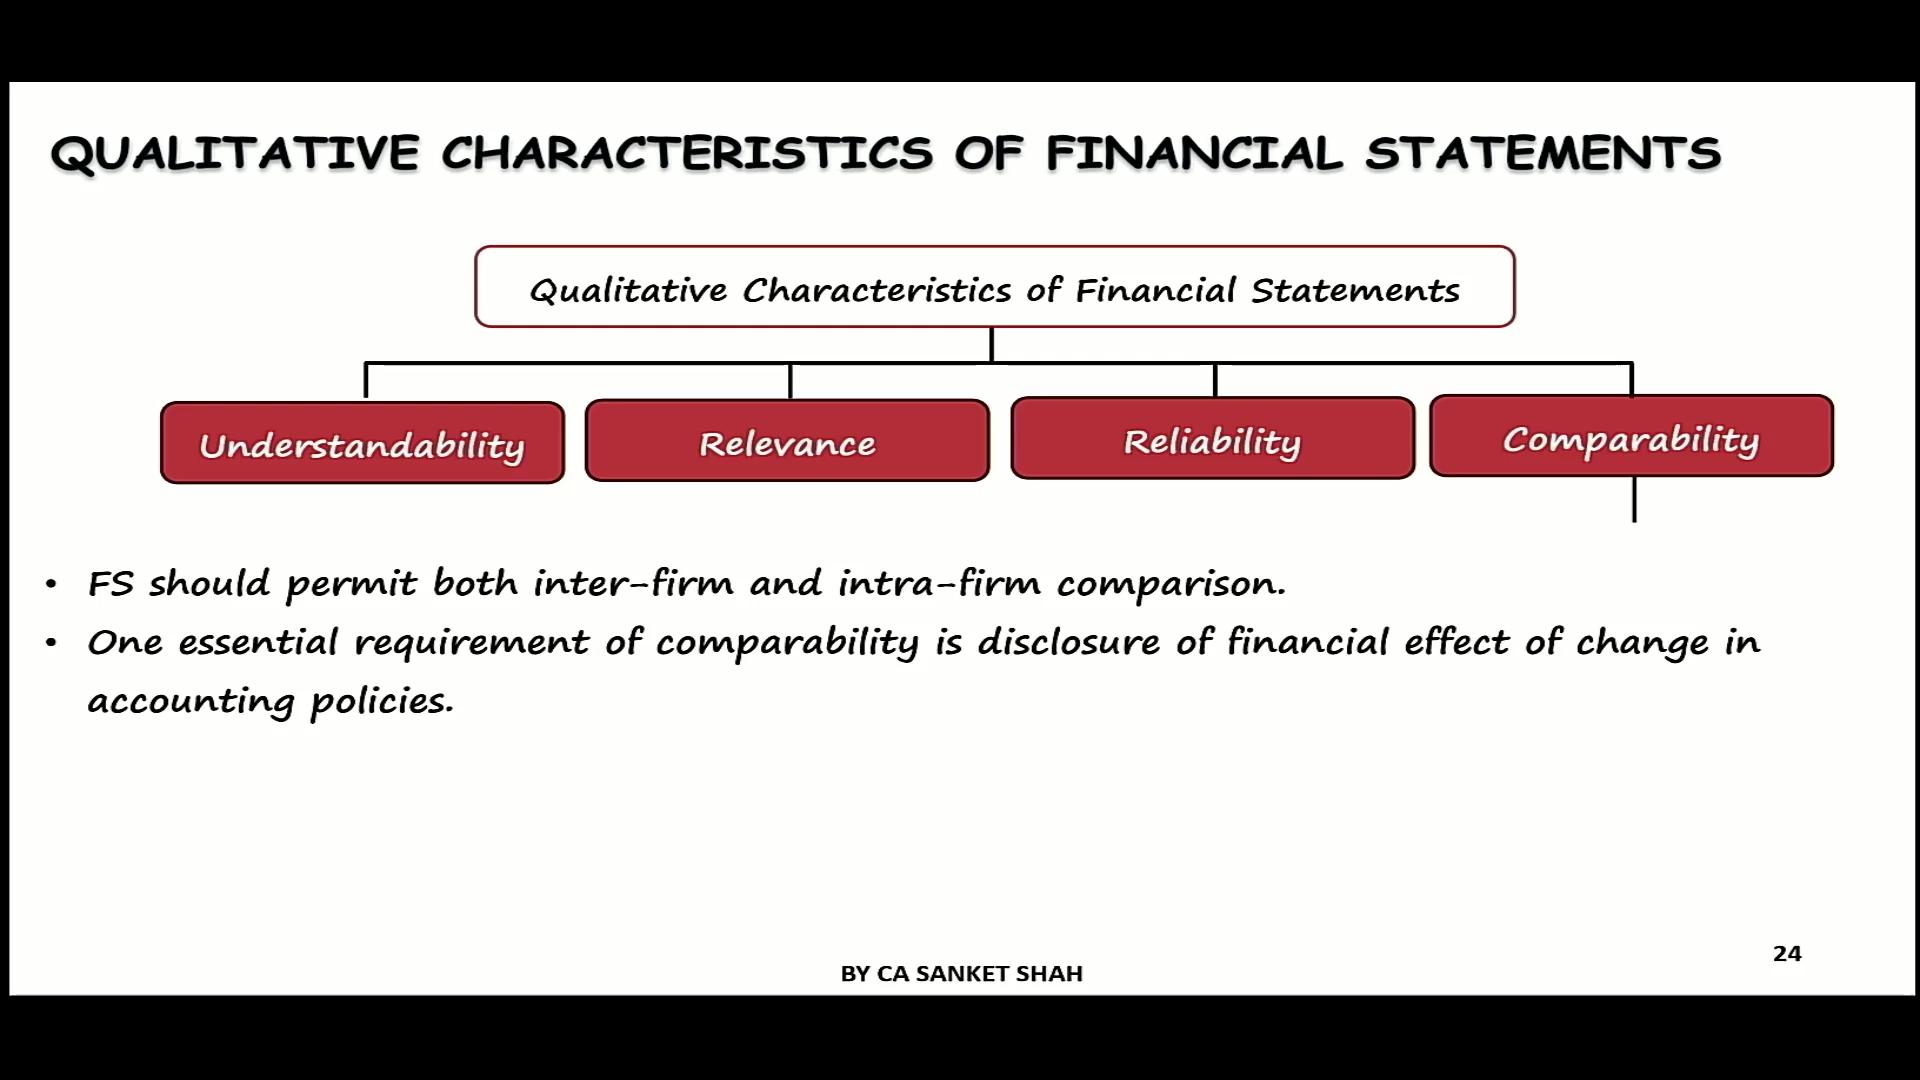 QUALITATIVE CHARACTERISTICS OF FINANCIAL STATEMENTS
Qualitative Characteristics of Financial Statements
Understandability
Relevance
Reliability
Comparability
• FS should permit both inter-firm and intra-firm comparison.
• One essential requirement of comparability is disclosure of financial effect of change in
accounting policies.
24
BY CA SANKET SHAH